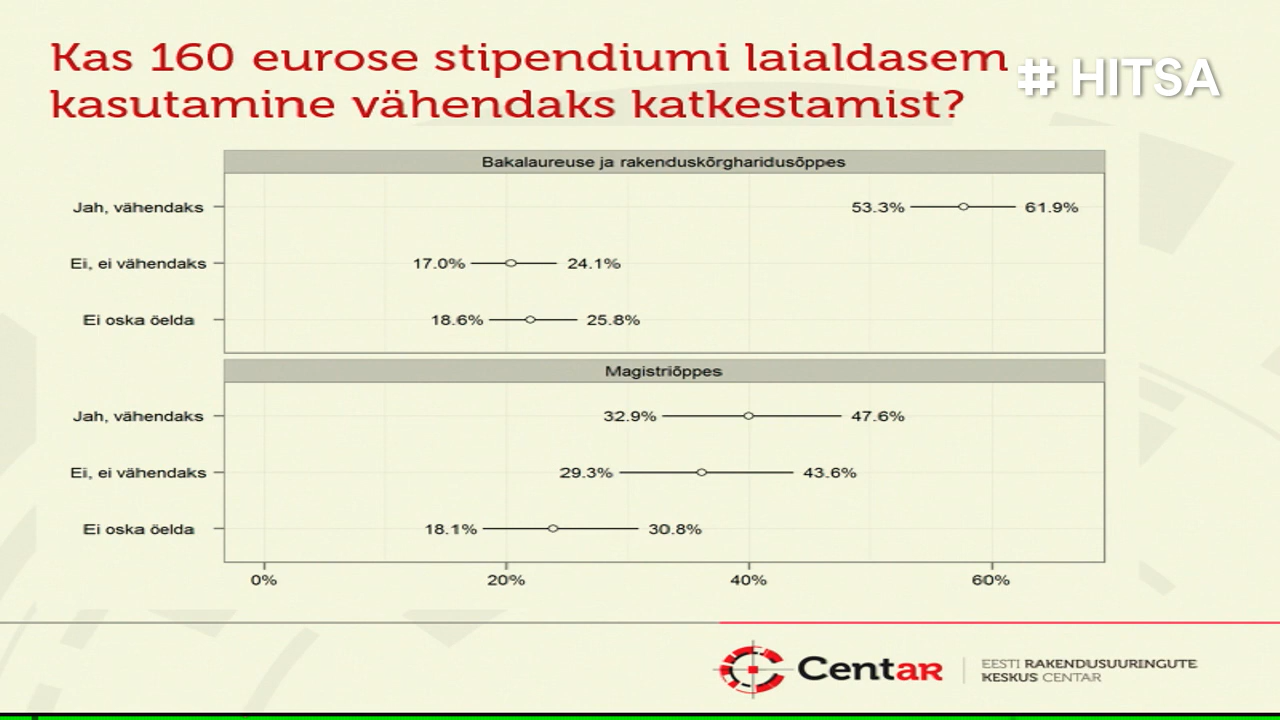 Kas 160 eurose stipendiumi laialdasem
kasutamine vähendaks katkestamist?
# HITSA
Bakalaureuse ja rakenduskõrgharidusõppes
Jah, vähendaks 53.3% 61.9%
Ei, ei vähendaks 17.0% 24.1%
Ei oska öelda 18.6% 25.8%
Magistriõppes
Jah, vähendaks 32.9% 47.6%
Ei, ei vähendaks 29.3% 43.6%
Ei oska öelda 18.1% 30.8%
0% 20% 40% 60%
CentAR
EESTI RAKENDUSUURINGUTE
KESKUS CENTAR